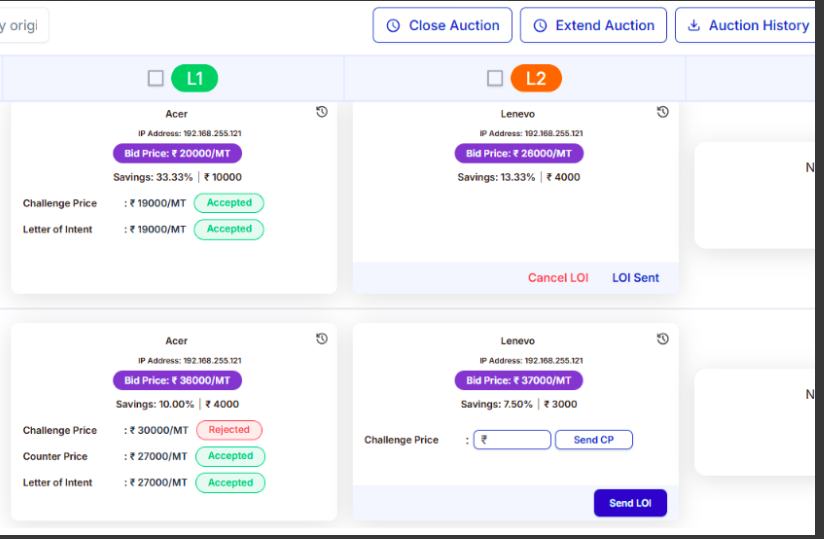 y origi
Close Auction
Extend Auction
Auction History
L1
L2
Acer
IP Address: 192.168.255.121
Bid Price: ₹ 20000/MT
Savings: 33.33% | ₹ 10000
Challenge Price : ₹ 19000/MT Accepted
Letter of Intent : ₹ 19000/MT Accepted
Lenevo
IP Address: 192.168.255.121
Bid Price: ₹ 26000/MT
Savings: 13.33% | ₹ 4000
Cancel LOI LOI Sent
N
Acer
IP Address: 192.168.255.121
Bid Price: ₹ 36000/MT
Savings: 10.00% | ₹ 4000
Challenge Price : ₹ 30000/MT Rejected
Counter Price : ₹ 27000/MT Accepted
Letter of Intent : ₹ 27000/MT Accepted
Lenevo
IP Address: 192.168.255.121
Bid Price: ₹ 37000/MT
Savings: 7.50% | ₹ 3000
Challenge Price : ₹ Send CP
Send LOI
N